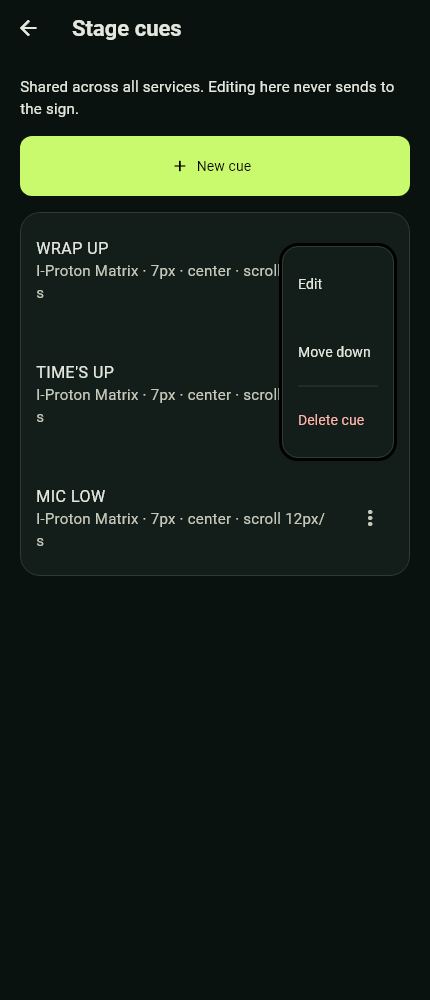 Stage cues
Shared across all services. Editing here never sends to
the sign.
New cue
WRAP UP
I-Proton Matrix · 7px · center · scroll
s
Edit
Move down
Delete cue
TIME'S UP
I-Proton Matrix · 7px · center · scroll
s
MIC LOW
I-Proton Matrix · 7px · center · scroll 12px/
s